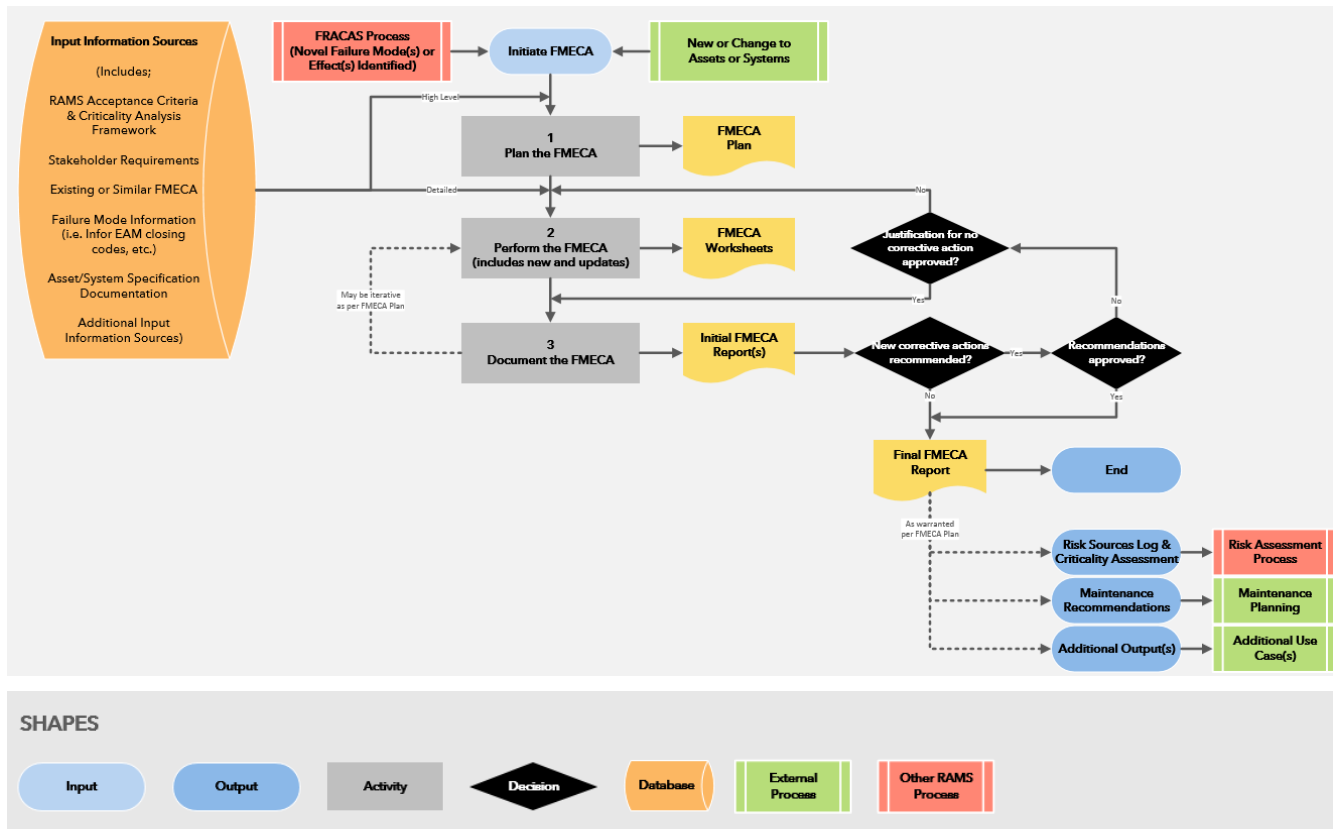 Input Information Sources
(Includes;
RAMS Acceptance Criteria
& Criticality Analysis
Framework
Stakeholder Requirements
Existing or Similar FMECA
Failure Mode Information
(i.e. Infor EAM closing
codes, etc.)
Asset/System Specification
Documentation
Additional Input
Information Sources)
FRACAS Process
(Novel Failure Mode(s) or
Effect(s) Identified)
Initiate FMECA
New or Change to
Assets or Systems
High Level
1
Plan the FMECA
FMECA
Plan
Detailed
No
2
Perform the FMECA
(includes new and updates)
FMECA
Worksheets
Justification for no
corrective action
approved?
May be iterative
as per FMECA Plan
Yes
No
3
Document the FMECA
Initial FMECA
Report(s)
New corrective actions
recommended?
Yes
Recommendations
approved?
No
Yes
Final FMECA
Report
End
As warranted
per FMECA Plan
Risk Sources Log &
Criticality Assessment
Risk Assessment
Process
Maintenance
Recommendations
Maintenance
Planning
Additional Output(s)
Additional Use
Case(s)
SHAPES
Input
Output
Activity
Decision
Database
External
Process
Other RAMS
Process